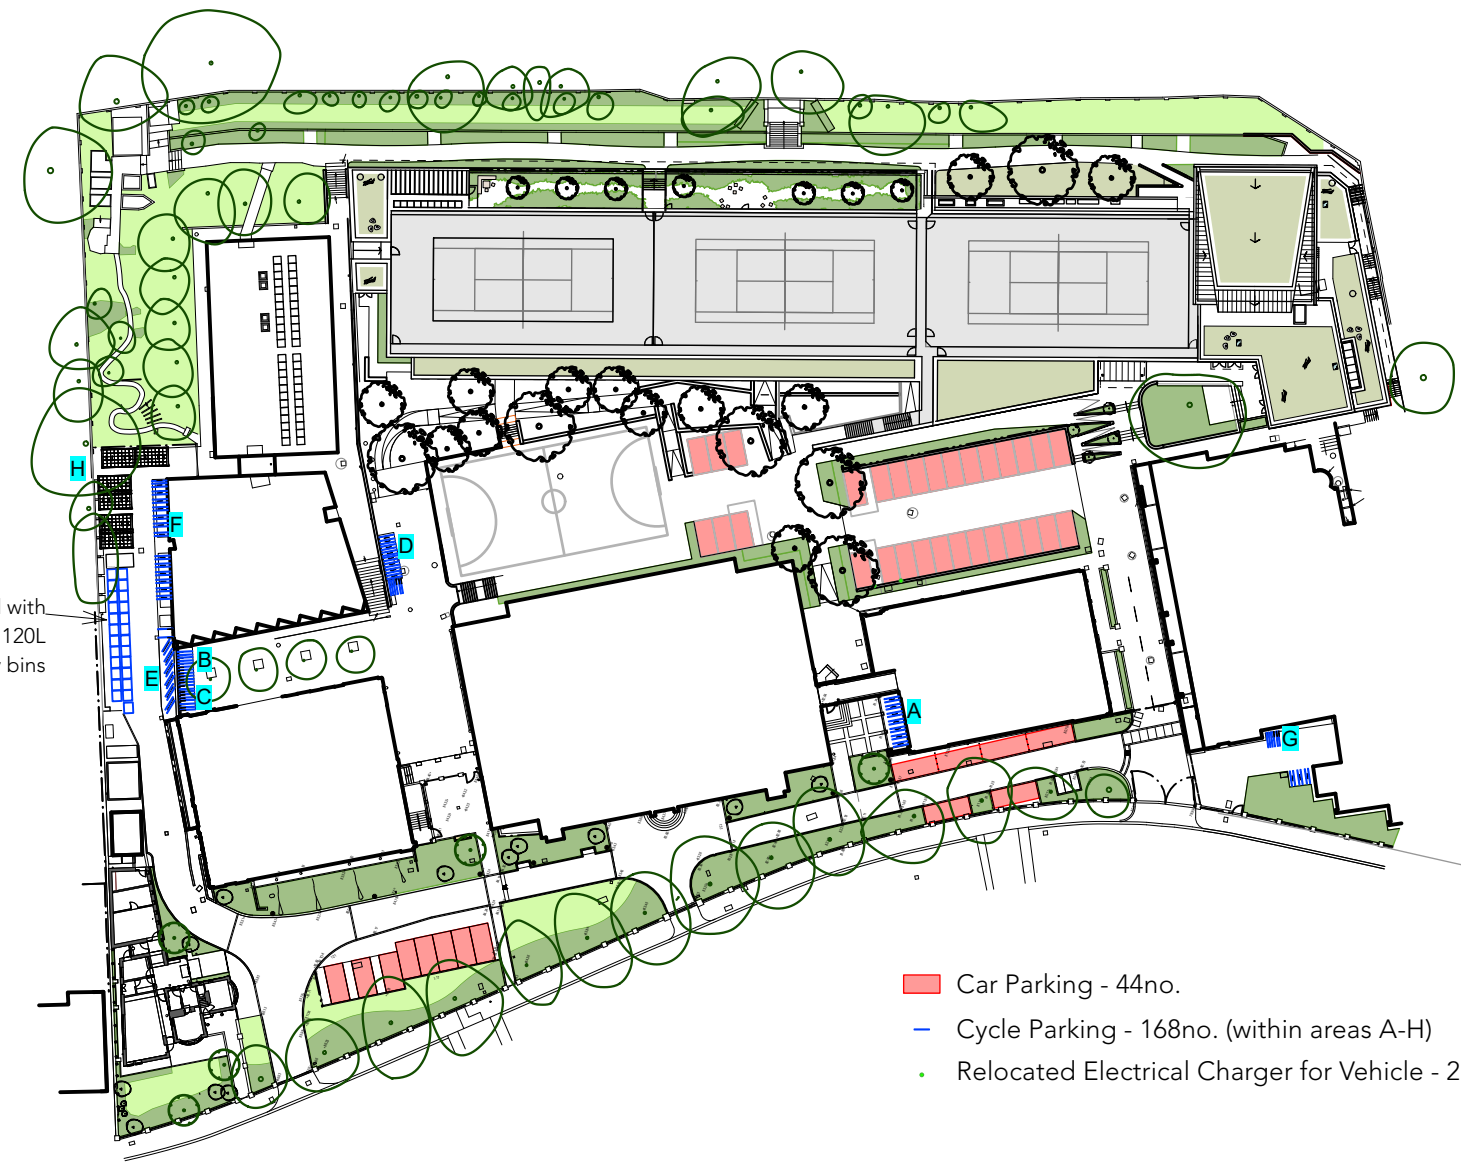 H
F
D
l with
120L
bins
B
E
C
A
G
Car Parking - 44no.
Cycle Parking - 168no. (within areas A-H)
Relocated Electrical Charger for Vehicle - 2